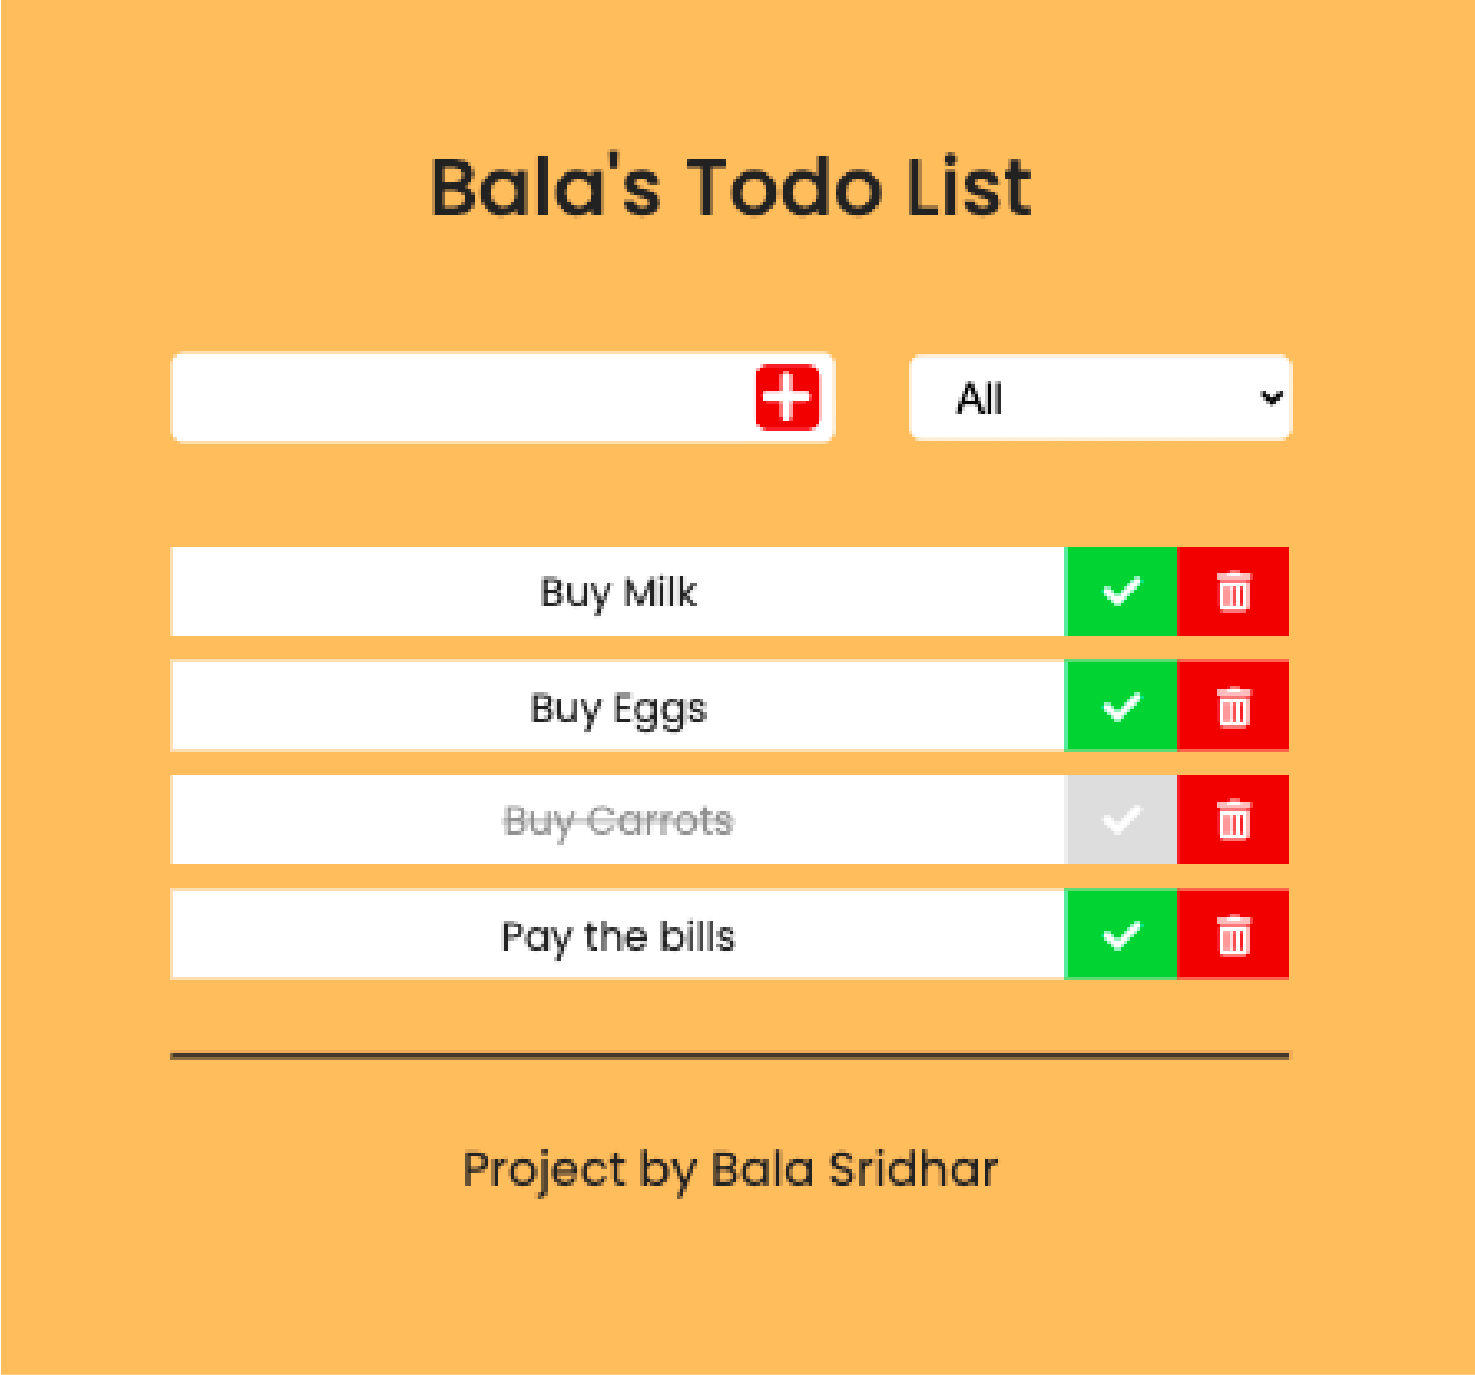 Bala's Todo List
All
Buy Milk
Buy Eggs
Buy Carrots
Pay the bills
Project by Bala Sridhar